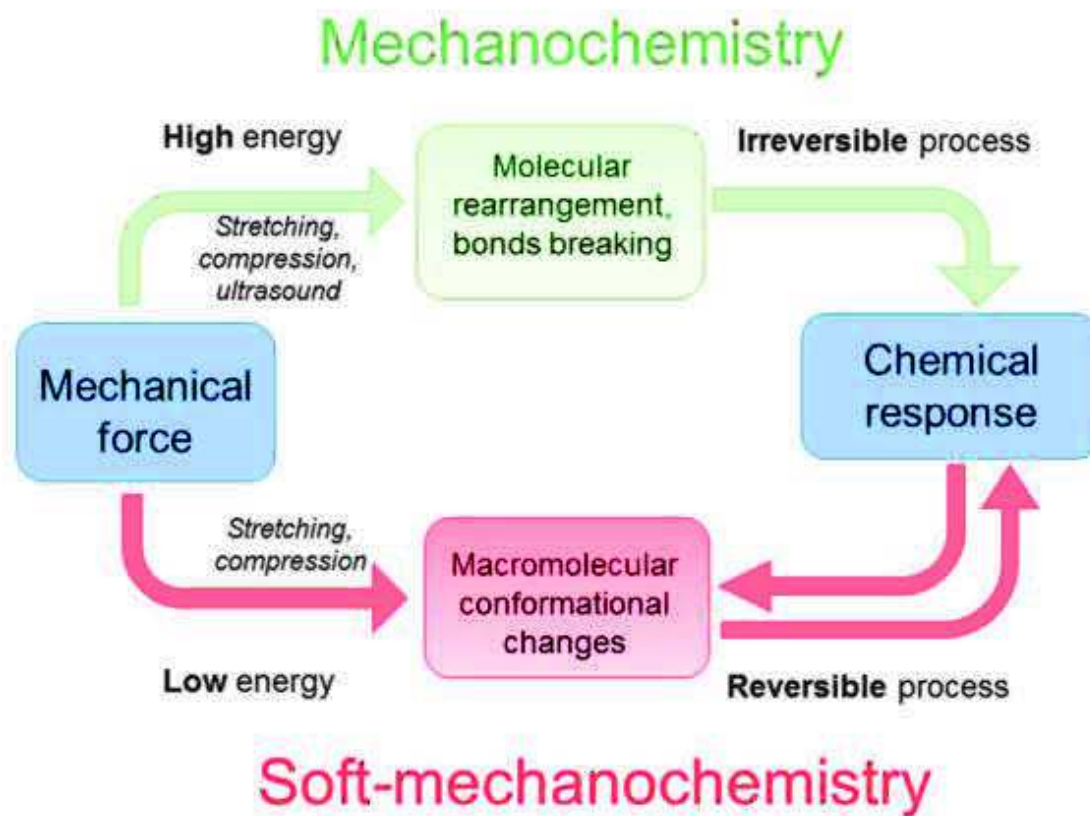 Mechanochemistry
High energy
Stretching,
compression,
ultrasound
Molecular
rearrangement,
bonds breaking
Irreversible process
Mechanical
force
Chemical
response
Stretching,
compression
Low energy
Macromolecular
conformational
changes
Reversible process
Soft-mechanochemistry